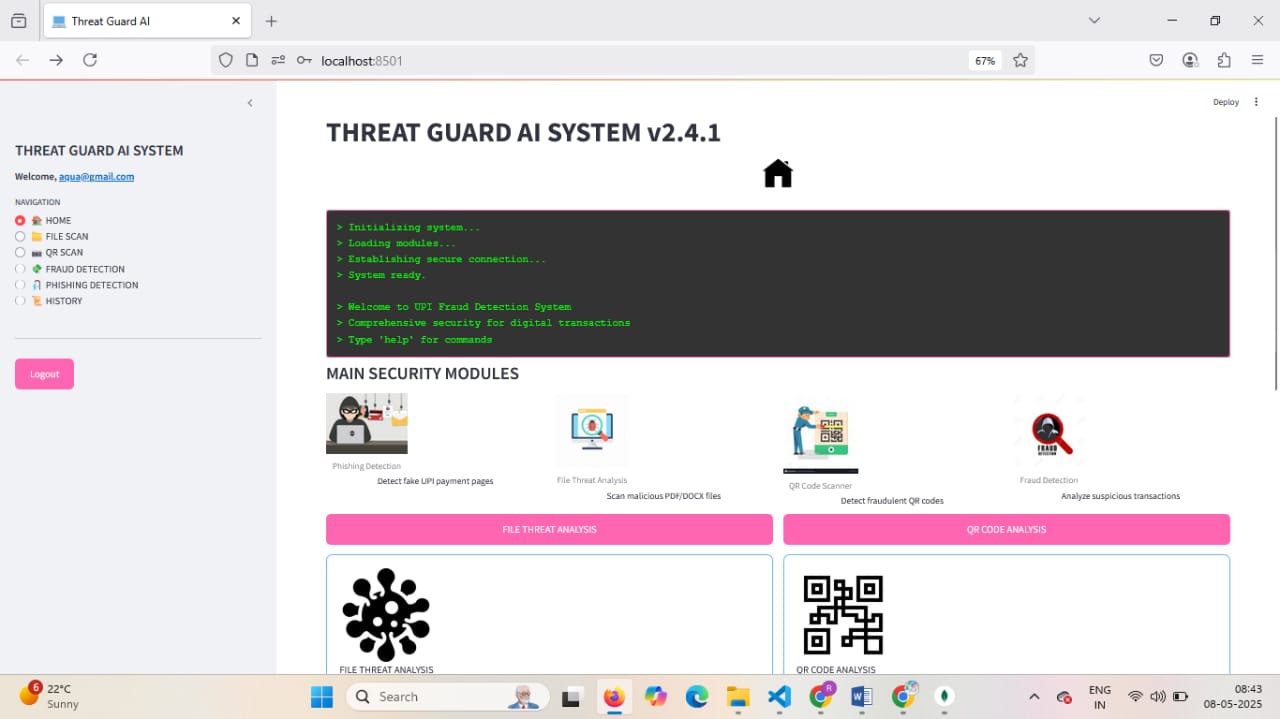 Threat Guard AI
localhost:8501
67%
Deploy
THREAT GUARD AI SYSTEM
Welcome, aqua@gmail.com
NAVIGATION
HOME
FILE SCAN
QR SCAN
FRAUD DETECTION
PHISHING DETECTION
HISTORY
Logout
THREAT GUARD AI SYSTEM v2.4.1
> Initializing system...
> Loading modules...
> Establishing secure connection...
> System ready.
> Welcome to UPI Fraud Detection System
> Comprehensive security for digital transactions
> Type 'help' for commands
MAIN SECURITY MODULES
Phishing Detection
Detect fake UPI payment pages
File Threat Analysis
Scan malicious PDF/DOCX files
QR Code Scanner
Detect fraudulent QR codes
FRAUD
DETECTION
Fraud Detection
Analyze suspicious transactions
FILE THREAT ANALYSIS
QR CODE ANALYSIS
FILE THREAT ANALYSIS
QR CODE ANALYSIS
6
22°C
Sunny
Search
R
ENG
IN
08:43
08-05-2025